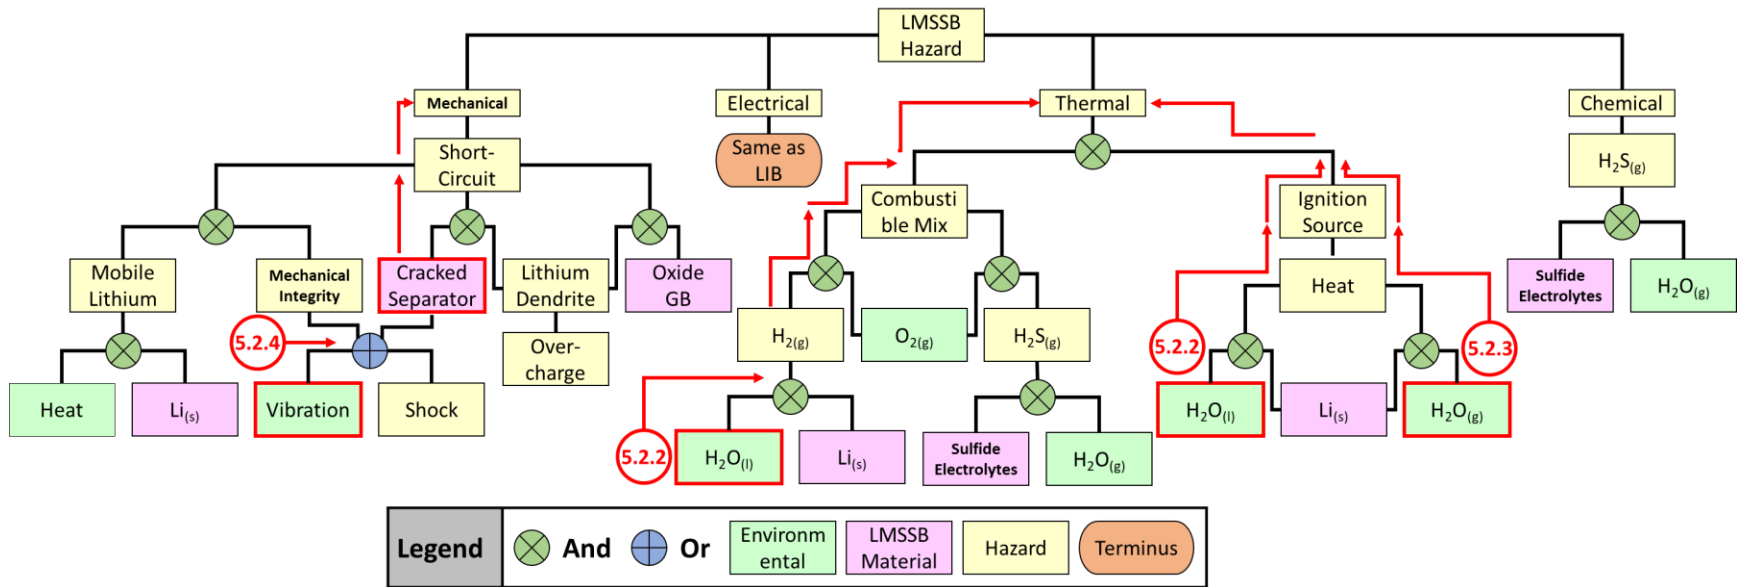 LMSSB
Hazard
Mechanical
Electrical
Thermal
Chemical
Short-
Circuit
Same as
LIB
H₂S(g)
Combusti
ble Mix
Ignition
Source
Mobile
Lithium
Mechanical
Integrity
Cracked
Separator
Lithium
Dendrite
Oxide
GB
Heat
Sulfide
Electrolytes
H₂O(g)
5.2.4
Over-
charge
H₂(g)
O₂(g)
H₂S(g)
5.2.2
5.2.3
Heat
Li(s)
Vibration
Shock
H₂O(l)
Li(s)
H₂O(g)
5.2.2
H₂O(l)
Li(s)
Sulfide
Electrolytes
H₂O(g)
Legend
And
Or
Environm
ental
LMSSB
Material
Hazard
Terminus